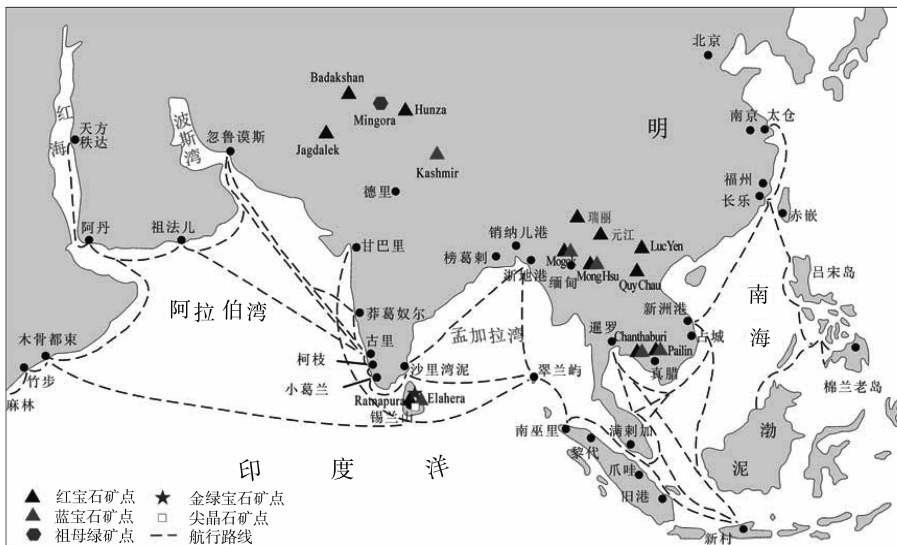 北京
Badakshan
Mingora
Hunza
Jagdalek
Kashmir
明
南京
太仓
红海
天方
秩达
波斯湾
忽鲁谟斯
德里
福州
长乐
赤嵌
瑞丽
元江
LucYen
阿丹
祖法儿
甘巴里
销纳儿港
榜葛剌
浙地港
Mogok
MongHsu
缅甸
QuyChau
吕宋岛
新洲港
南海
阿拉伯湾
莽葛奴尔
孟加拉湾
暹罗
Chanthaburi
Pailin
占城
真腊
木骨都束
古里
柯枝
小葛兰
沙里湾泥
翠兰屿
竹步
麻林
Ratnapura
Elahera
锡兰山
棉兰老岛
南巫里
黎代
满剌加
渤泥
爪哇
旧港
印度洋
新村
红宝石矿点
金绿宝石矿点
蓝宝石矿点
尖晶石矿点
祖母绿矿点
航行路线